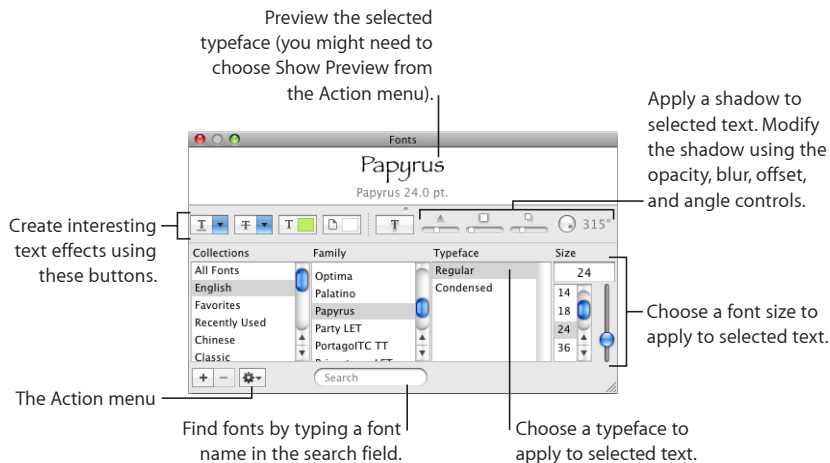 Preview the selected
typeface (you might need to
choose Show Preview from
the Action menu).
Apply a shadow to
selected text. Modify
the shadow using the
opacity, blur, offset,
and angle controls.
Fonts
Papyrus
Papyrus 24.0 pt.
Create interesting
text effects using
these buttons.
T T T T 315°
Collections Family Typeface Size
All Fonts
English
Favorites
Recently Used
Chinese
Classic
Optima
Palatino
Papyrus
Party LET
PortagoITC TT
Regular
Condensed
24
14
18
24
36
Choose a font size to
apply to selected text.
+ −
Search
The Action menu
Find fonts by typing a font
name in the search field.
Choose a typeface to
apply to selected text.